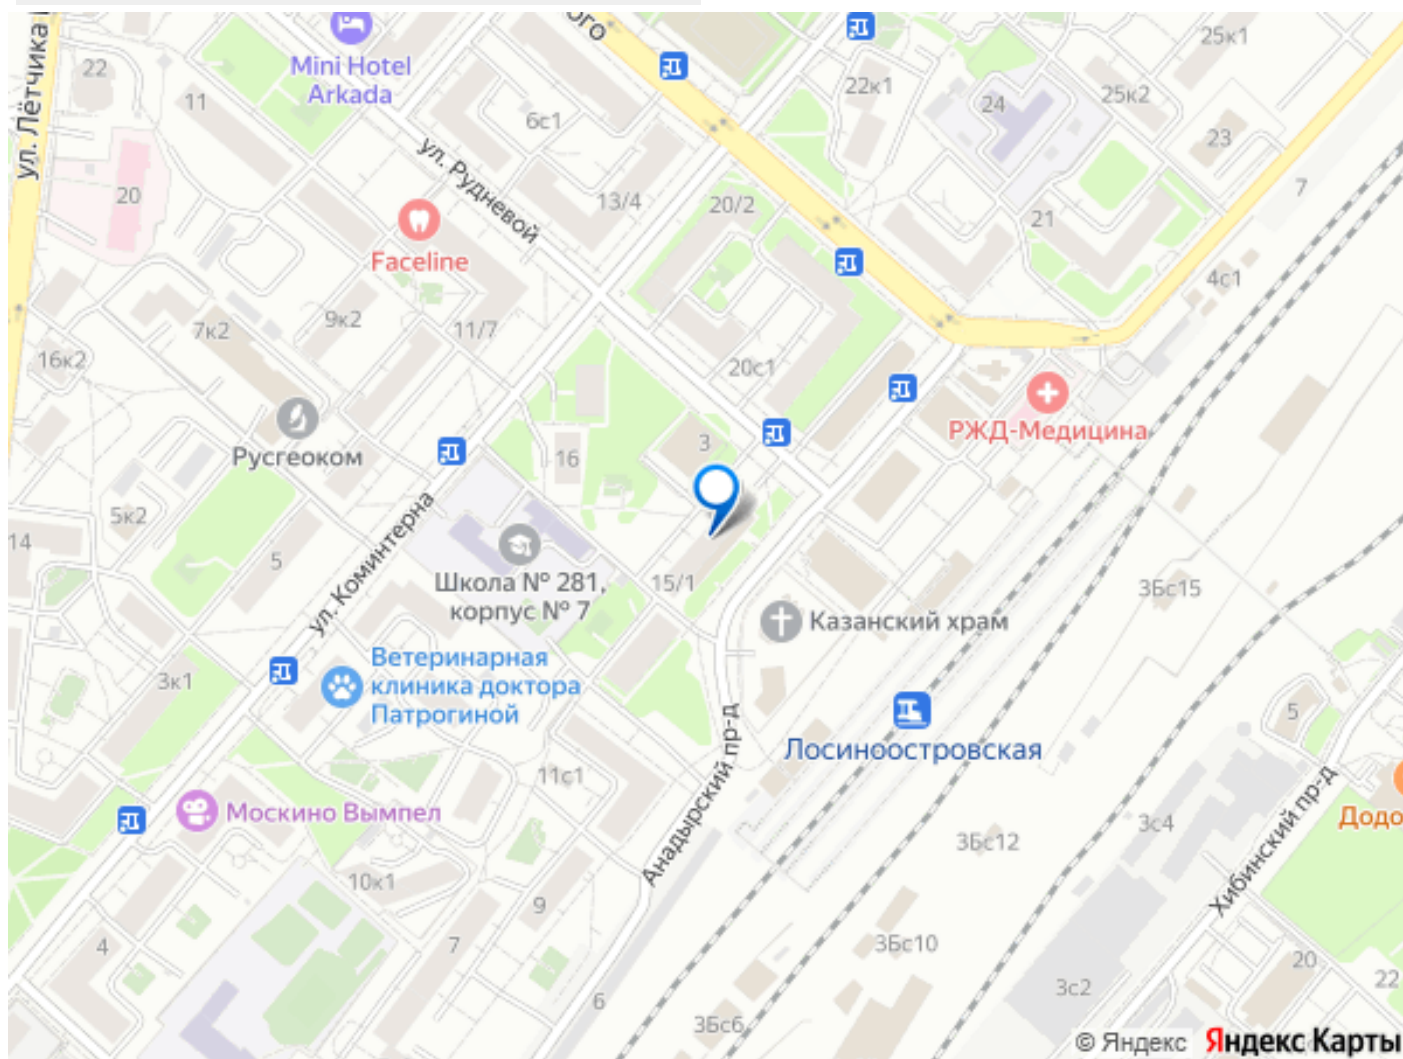 ого
25к1
ул. Лётчика
22
Mini Hotel
Arkada
11
22к1
24
25к2
6с1
23
ул. Рудневой
20
13/4
20/2
7
21
Faceline
4с1
7к2
9к2
11/7
16к2
20с1
РЖД-Медицина
3
Русгеоком
16
ул. Коминтерна
5к2
14
5
Школа № 281,
корпус № 7
15/1
3Бс15
Казанский храм
Ветеринарная
клиника доктора
Патрогиной
3к1
5
Лосиноостровская
11с1
Анадырский пр-д
Москино Вымпел
Додо
3с4
3Бс12
Хибинский пр-д
10к1
9
4
7
3Бс10
20
22
3с2
6
3Бс6
© Яндекс Яндекс Карты